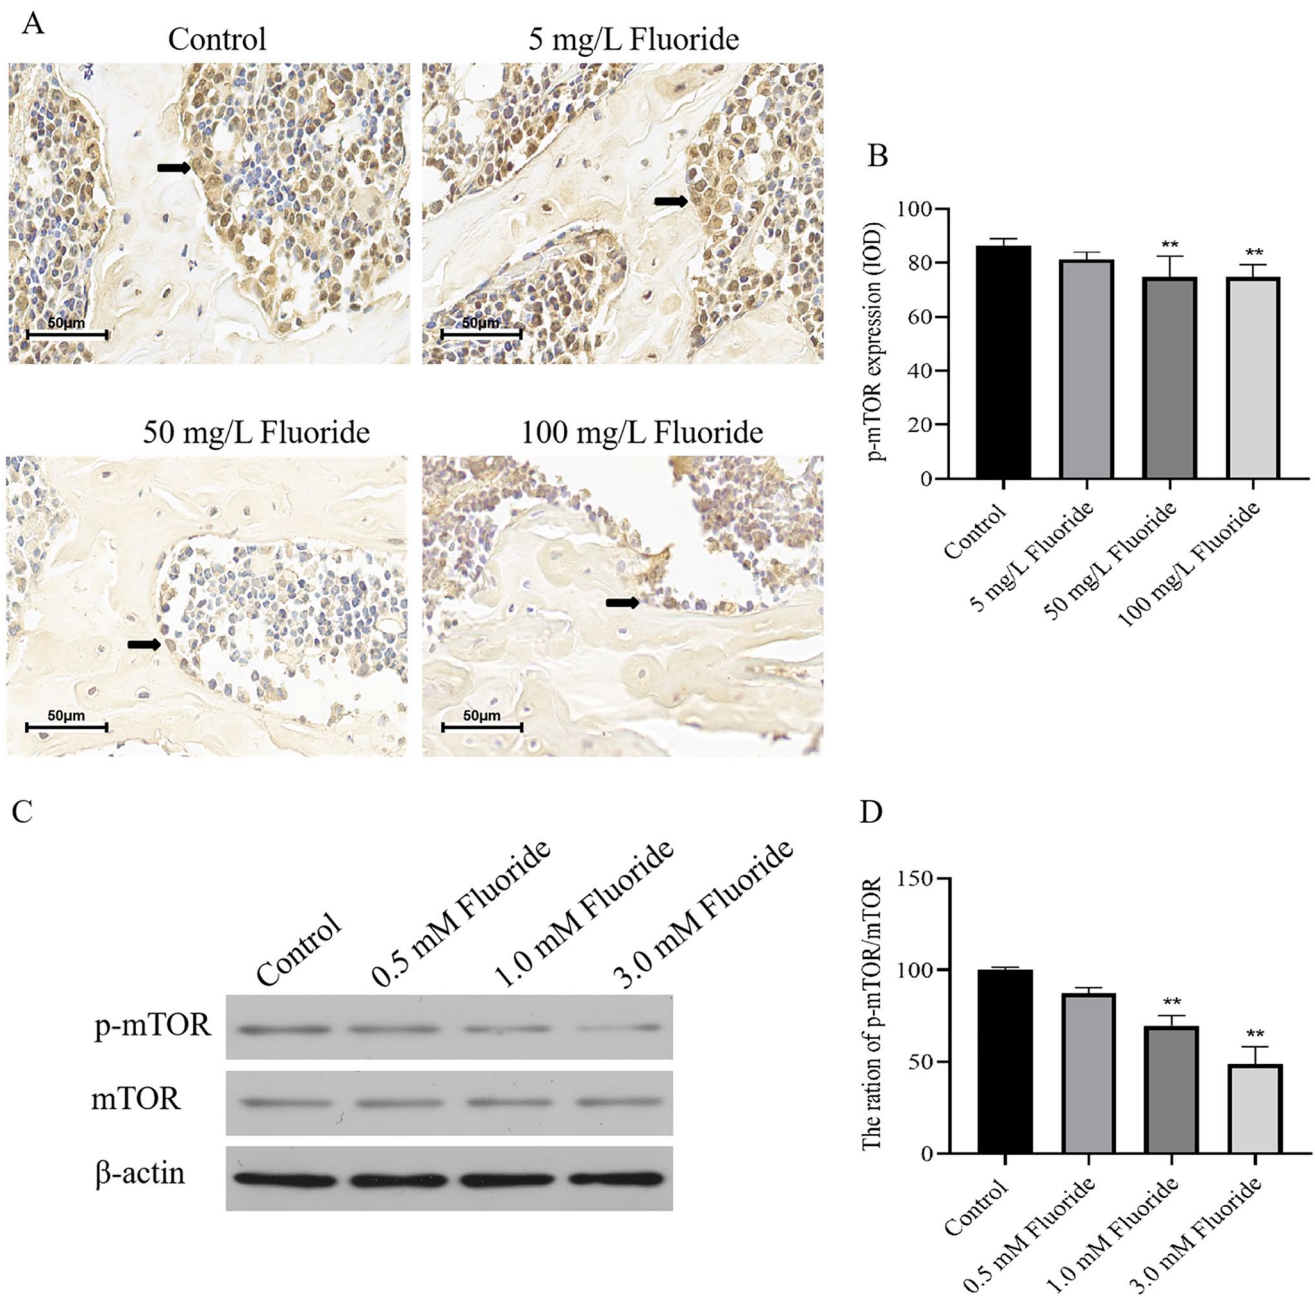 A
Control
5 mg/L Fluoride
50μm
50μm
50 mg/L Fluoride
100 mg/L Fluoride
50μm
50μm
B
p-mTOR expression (IOD)
100
80
60
40
20
0
**
**
Control
5 mg/L Fluoride
50 mg/L Fluoride
100 mg/L Fluoride
C
Control
0.5 mM Fluoride
1.0 mM Fluoride
3.0 mM Fluoride
p-mTOR
mTOR
β-actin
D
The ration of p-mTOR/mTOR
150
100
50
0
**
**
Control
0.5 mM Fluoride
1.0 mM Fluoride
3.0 mM Fluoride